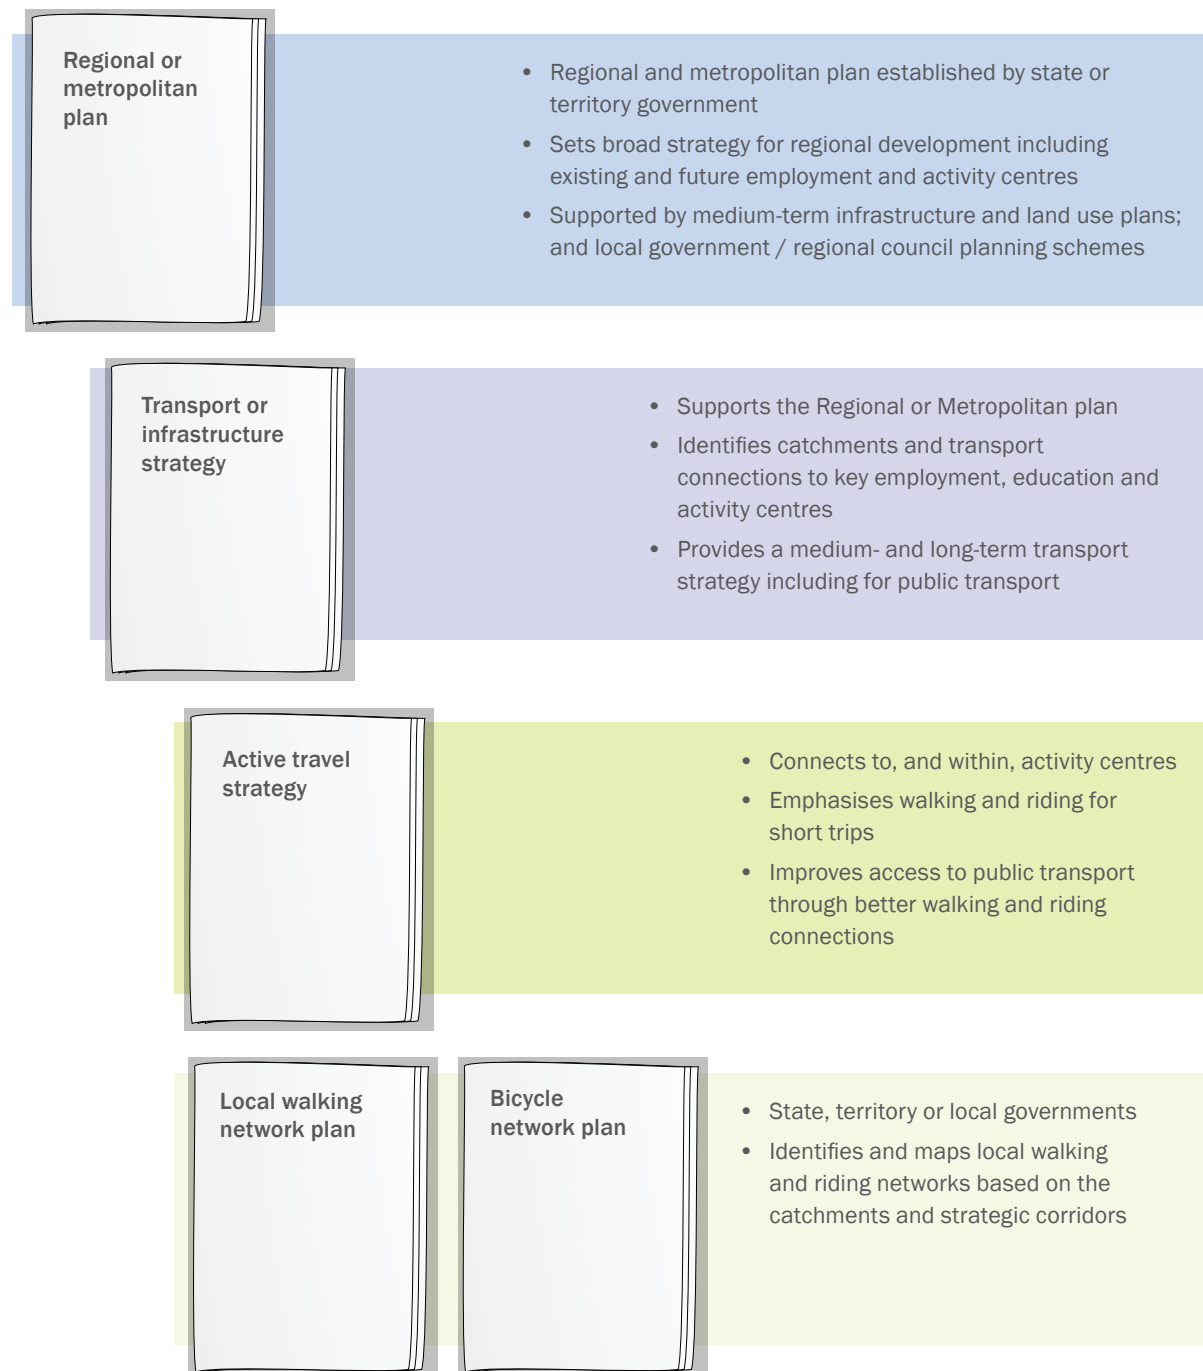 Regional or
metropolitan
plan
• Regional and metropolitan plan established by state or
territory government
• Sets broad strategy for regional development including
existing and future employment and activity centres
• Supported by medium-term infrastructure and land use plans;
and local government / regional council planning schemes
Transport or
infrastructure
strategy
• Supports the Regional or Metropolitan plan
• Identifies catchments and transport
connections to key employment, education and
activity centres
• Provides a medium- and long-term transport
strategy including for public transport
Active travel
strategy
• Connects to, and within, activity centres
• Emphasises walking and riding for
short trips
• Improves access to public transport
through better walking and riding
connections
Local walking
network plan
Bicycle
network plan
• State, territory or local governments
• Identifies and maps local walking
and riding networks based on the
catchments and strategic corridors